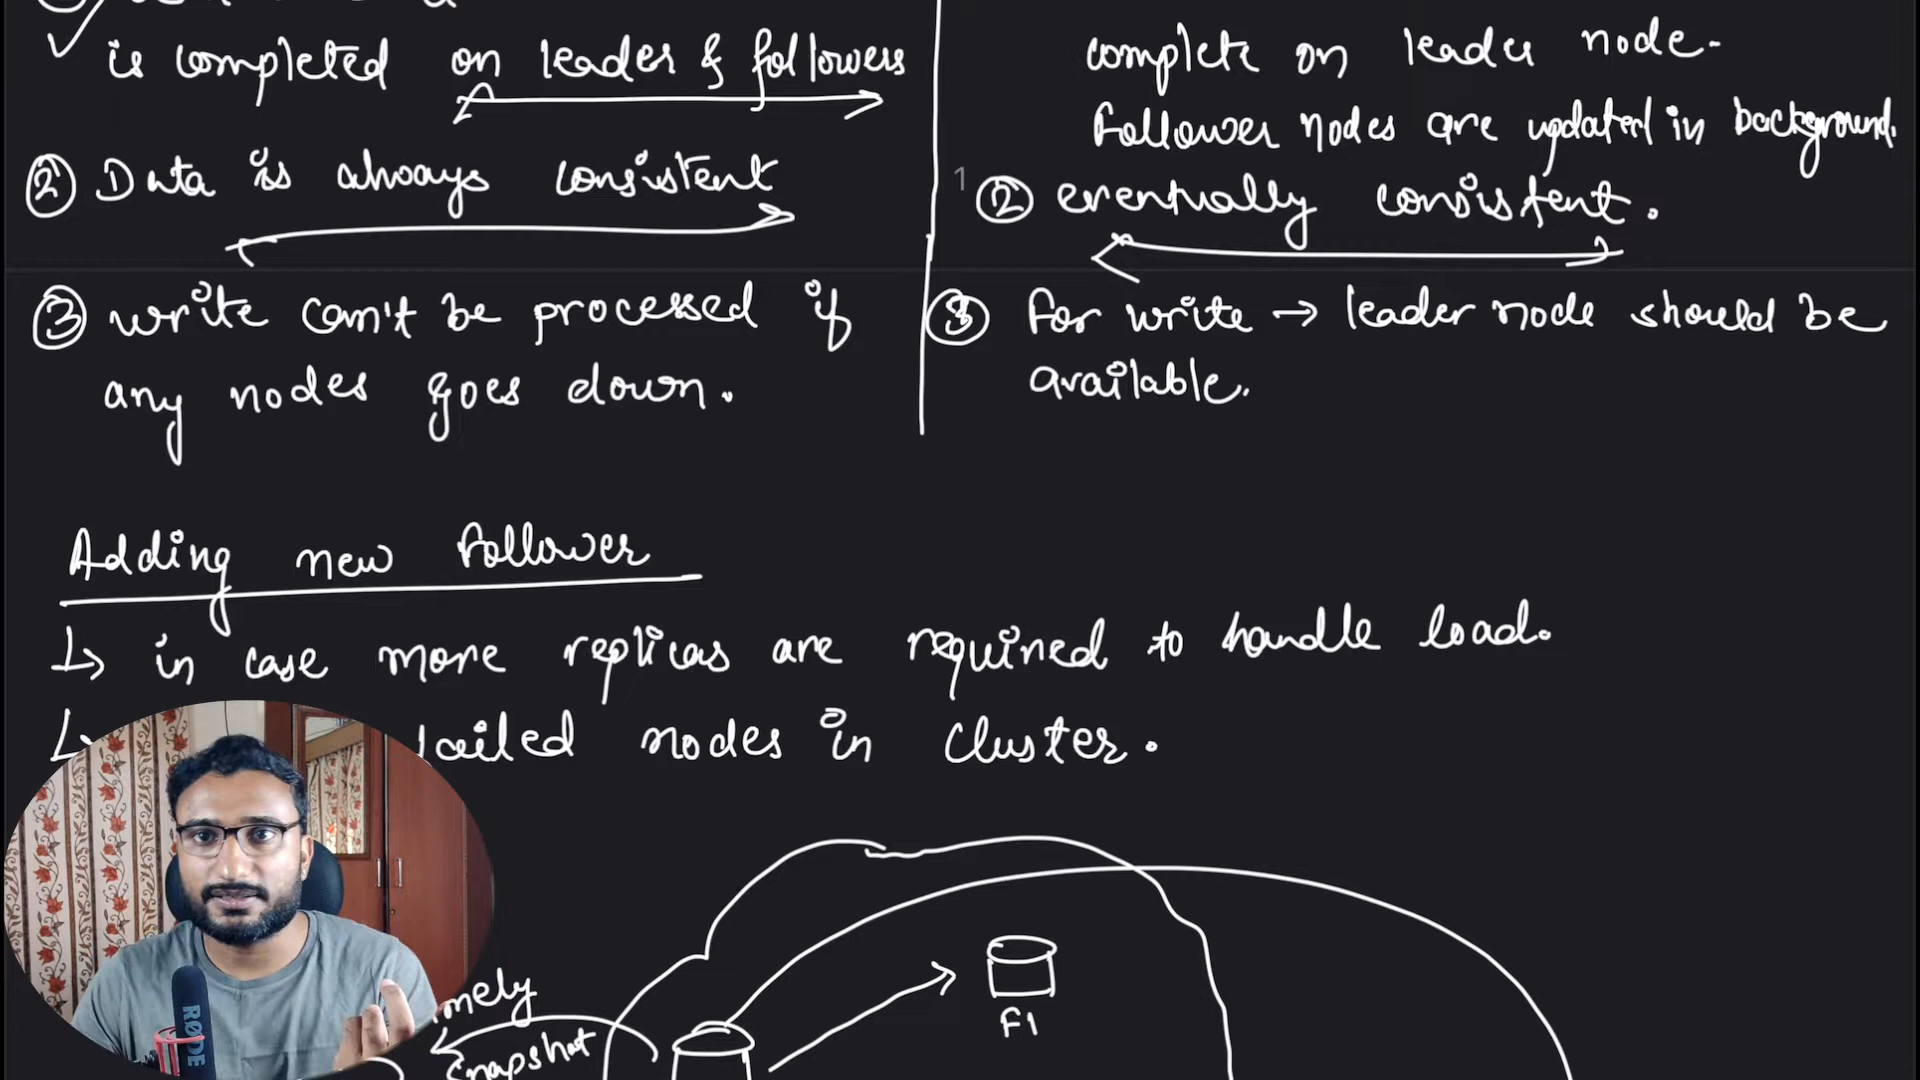 is completed on leader & followers
② Data is always consistent
③ write can't be processed if
any nodes goes down.
complete on leader node.
Follower nodes are updated in background.
1
② eventually consistent.
③ For write → leader node should be
available.
Adding new Follower
↳ in case more replicas are required to handle load.
↳ nodes in cluster.
F1
snapshot
RØDE